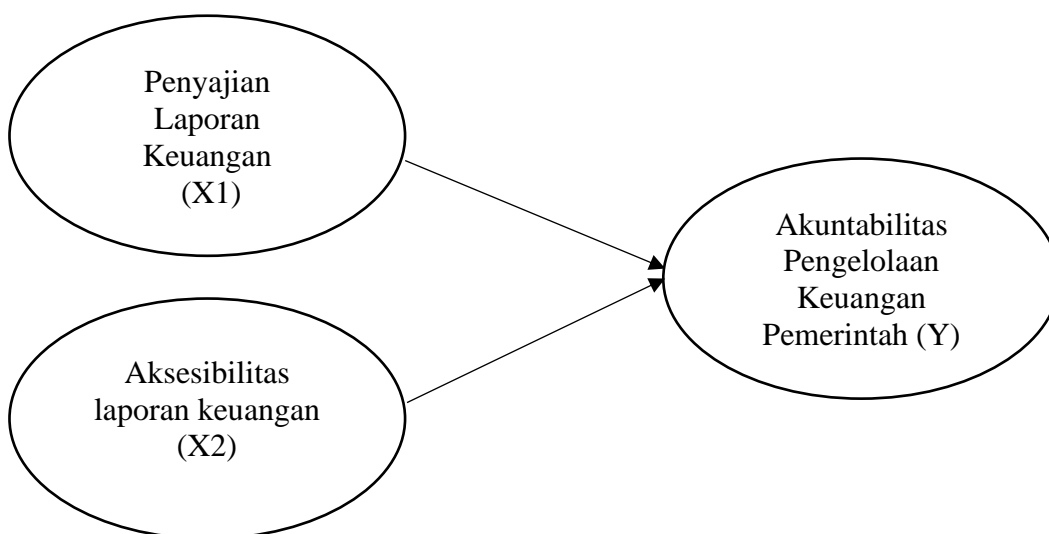 Penyajian
Laporan
Keuangan
(X1)
Aksesibilitas
laporan keuangan
(X2)
Akuntabilitas
Pengelolaan
Keuangan
Pemerintah (Y)